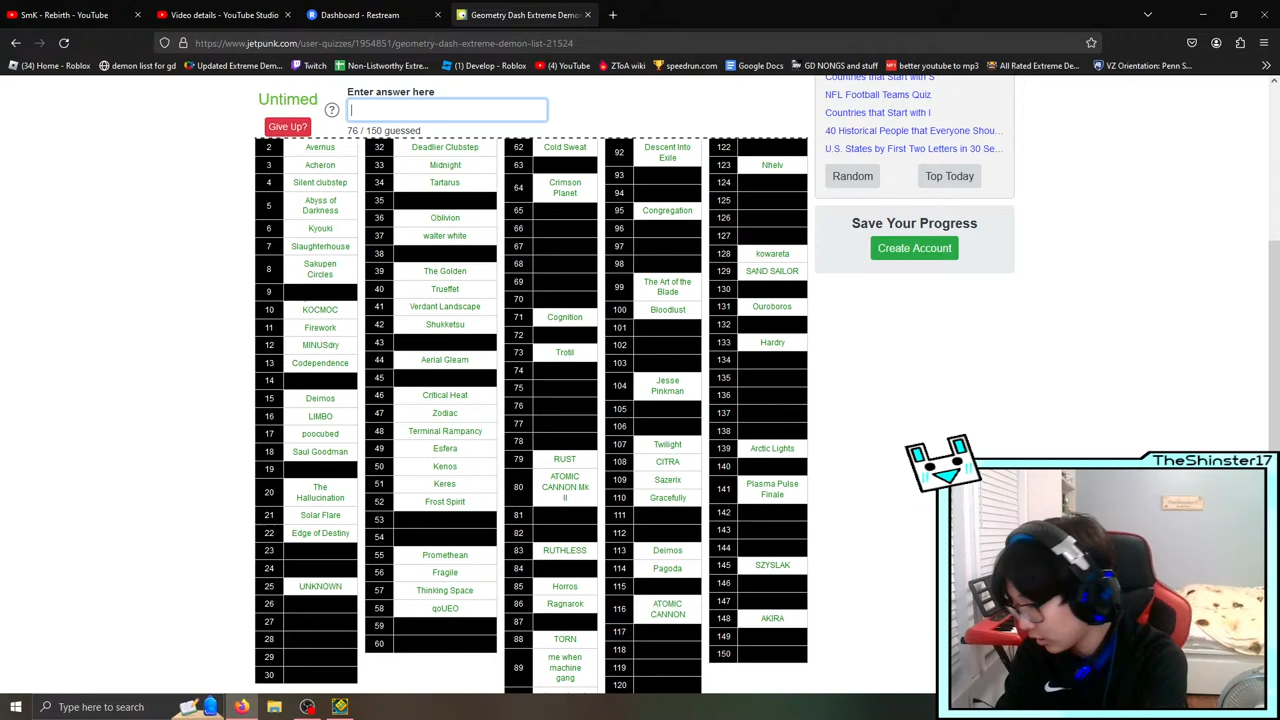 SmK - Rebirth - YouTube
Video details - YouTube Studio
Dashboard - Restream
Geometry Dash Extreme Demon
https://www.jetpunk.com/user-quizzes/1954851/geometry-dash-extreme-demon-list-21524
(34) Home - Roblox
demon lisst for gd
Updated Extreme Dem...
Twitch
Non-Listworthy Extre...
(1) Develop - Roblox
(4) YouTube
ZToA wiki
speedrun.com
Google Docs
GD NONGS and stuff
better youtube to mp3
All Rated Extreme De...
VZ Orientation: Penn S...
Untimed
Give Up?
?
Enter answer here
76 / 150 guessed
2 Avernus
3 Acheron
4 Silent clubstep
5 Abyss of
Darkness
6 Kyouki
7 Slaughterhouse
8 Sakupen
Circles
9
10 KOCMOC
11 Firework
12 MINUSdry
13 Codependence
14
15 Deimos
16 LIMBO
17 poocubed
18 Saul Goodman
19
20 The
Hallucination
21 Solar Flare
22 Edge of Destiny
23
24
25 UNKNOWN
26
27
28
29
30
32 Deadlier Clubstep
33 Midnight
34 Tartarus
35
36 Oblivion
37 walter white
38
39 The Golden
40 Trueffet
41 Verdant Landscape
42 Shukketsu
43
44 Aerial Gleam
45
46 Critical Heat
47 Zodiac
48 Terminal Rampancy
49 Esfera
50 Kenos
51 Keres
52 Frost Spirit
53
54
55 Promethean
56 Fragile
57 Thinking Space
58 qoUEO
59
60
62 Cold Sweat
63
64 Crimson
Planet
65
66
67
68
69
70
71 Cognition
72
73 Trotil
74
75
76
77
78
79 RUST
80 ATOMIC
CANNON Mk
II
81
82
83 RUTHLESS
84
85 Horros
86 Ragnarok
87
88 TORN
89 me when
machine
gang
92 Descent Into
Exile
93
94
95 Congregation
96
97
98
99 The Art of the
Blade
100 Bloodlust
101
102
103
104 Jesse
Pinkman
105
106
107 Twilight
108 CITRA
109 Sazerix
110 Gracefully
111
112
113 Deimos
114 Pagoda
115
116 ATOMIC
CANNON
117
118
119
120
122
123 Nhelv
124
125
126
127
128 kowareta
129 SAND SAILOR
130
131 Ouroboros
132
133 Hardry
134
135
136
137
138
139 Arctic Lights
140
141 Plasma Pulse
Finale
142
143
144
145 SZYSLAK
146
147
148 AKIRA
149
150
Countries that Start with S
NFL Football Teams Quiz
Countries that Start with I
40 Historical People that Everyone Shou...
U.S. States by First Two Letters in 30 Se...
Random
Top Today
Save Your Progress
Create Account
TheShinster17
Type here to search